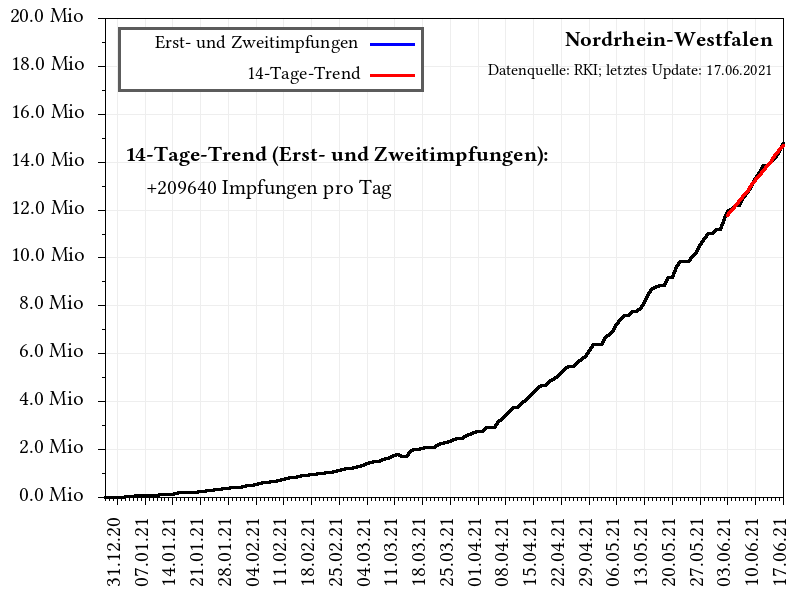 20.0 Mio
18.0 Mio
16.0 Mio
14.0 Mio
12.0 Mio
10.0 Mio
8.0 Mio
6.0 Mio
4.0 Mio
2.0 Mio
0.0 Mio
Erst- und Zweitimpfungen
14-Tage-Trend
Nordrhein-Westfalen
Datenquelle: RKI; letztes Update: 17.06.2021
14-Tage-Trend (Erst- und Zweitimpfungen):
+209640 Impfungen pro Tag
31.12.20
07.01.21
14.01.21
21.01.21
28.01.21
04.02.21
11.02.21
18.02.21
25.02.21
04.03.21
11.03.21
18.03.21
25.03.21
01.04.21
08.04.21
15.04.21
22.04.21
29.04.21
06.05.21
13.05.21
20.05.21
27.05.21
03.06.21
10.06.21
17.06.21